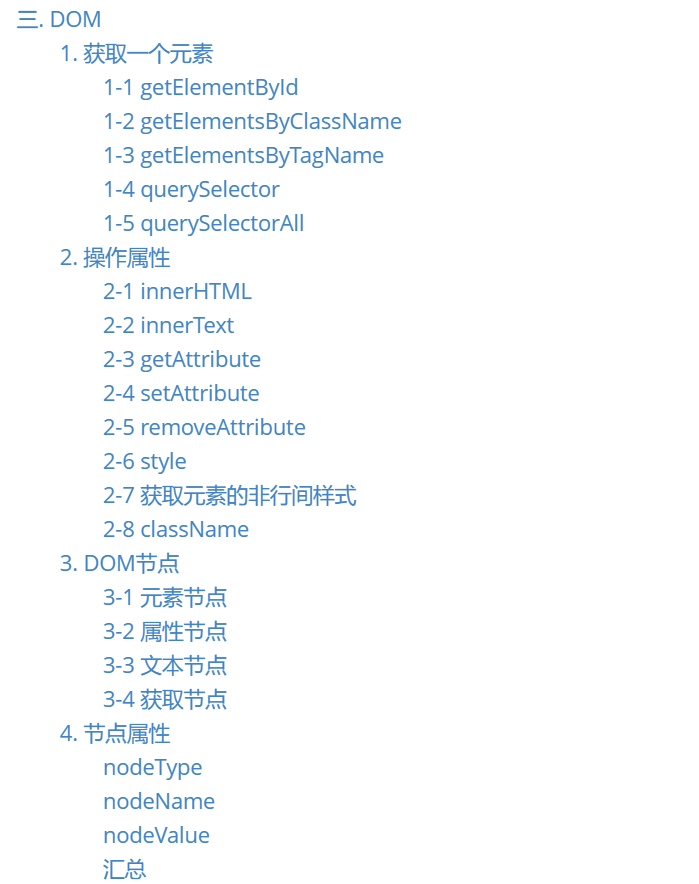 三. DOM
1. 获取一个元素
1-1 getElementById
1-2 getElementsByClassName
1-3 getElementsByTagName
1-4 querySelector
1-5 querySelectorAll
2. 操作属性
2-1 innerHTML
2-2 innerText
2-3 getAttribute
2-4 setAttribute
2-5 removeAttribute
2-6 style
2-7 获取元素的非行间样式
2-8 className
3. DOM节点
3-1 元素节点
3-2 属性节点
3-3 文本节点
3-4 获取节点
4. 节点属性
nodeType
nodeName
nodeValue
汇总